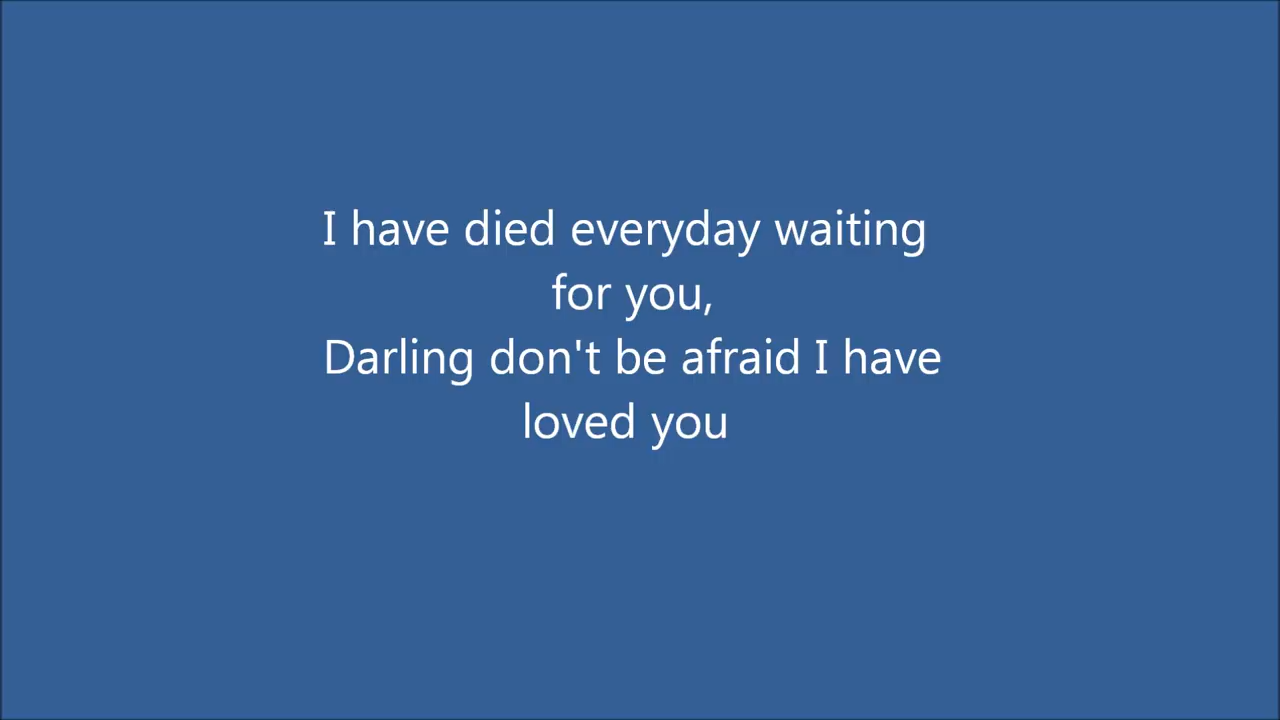 I have died everyday waiting
for you,
Darling don't be afraid I have
loved you